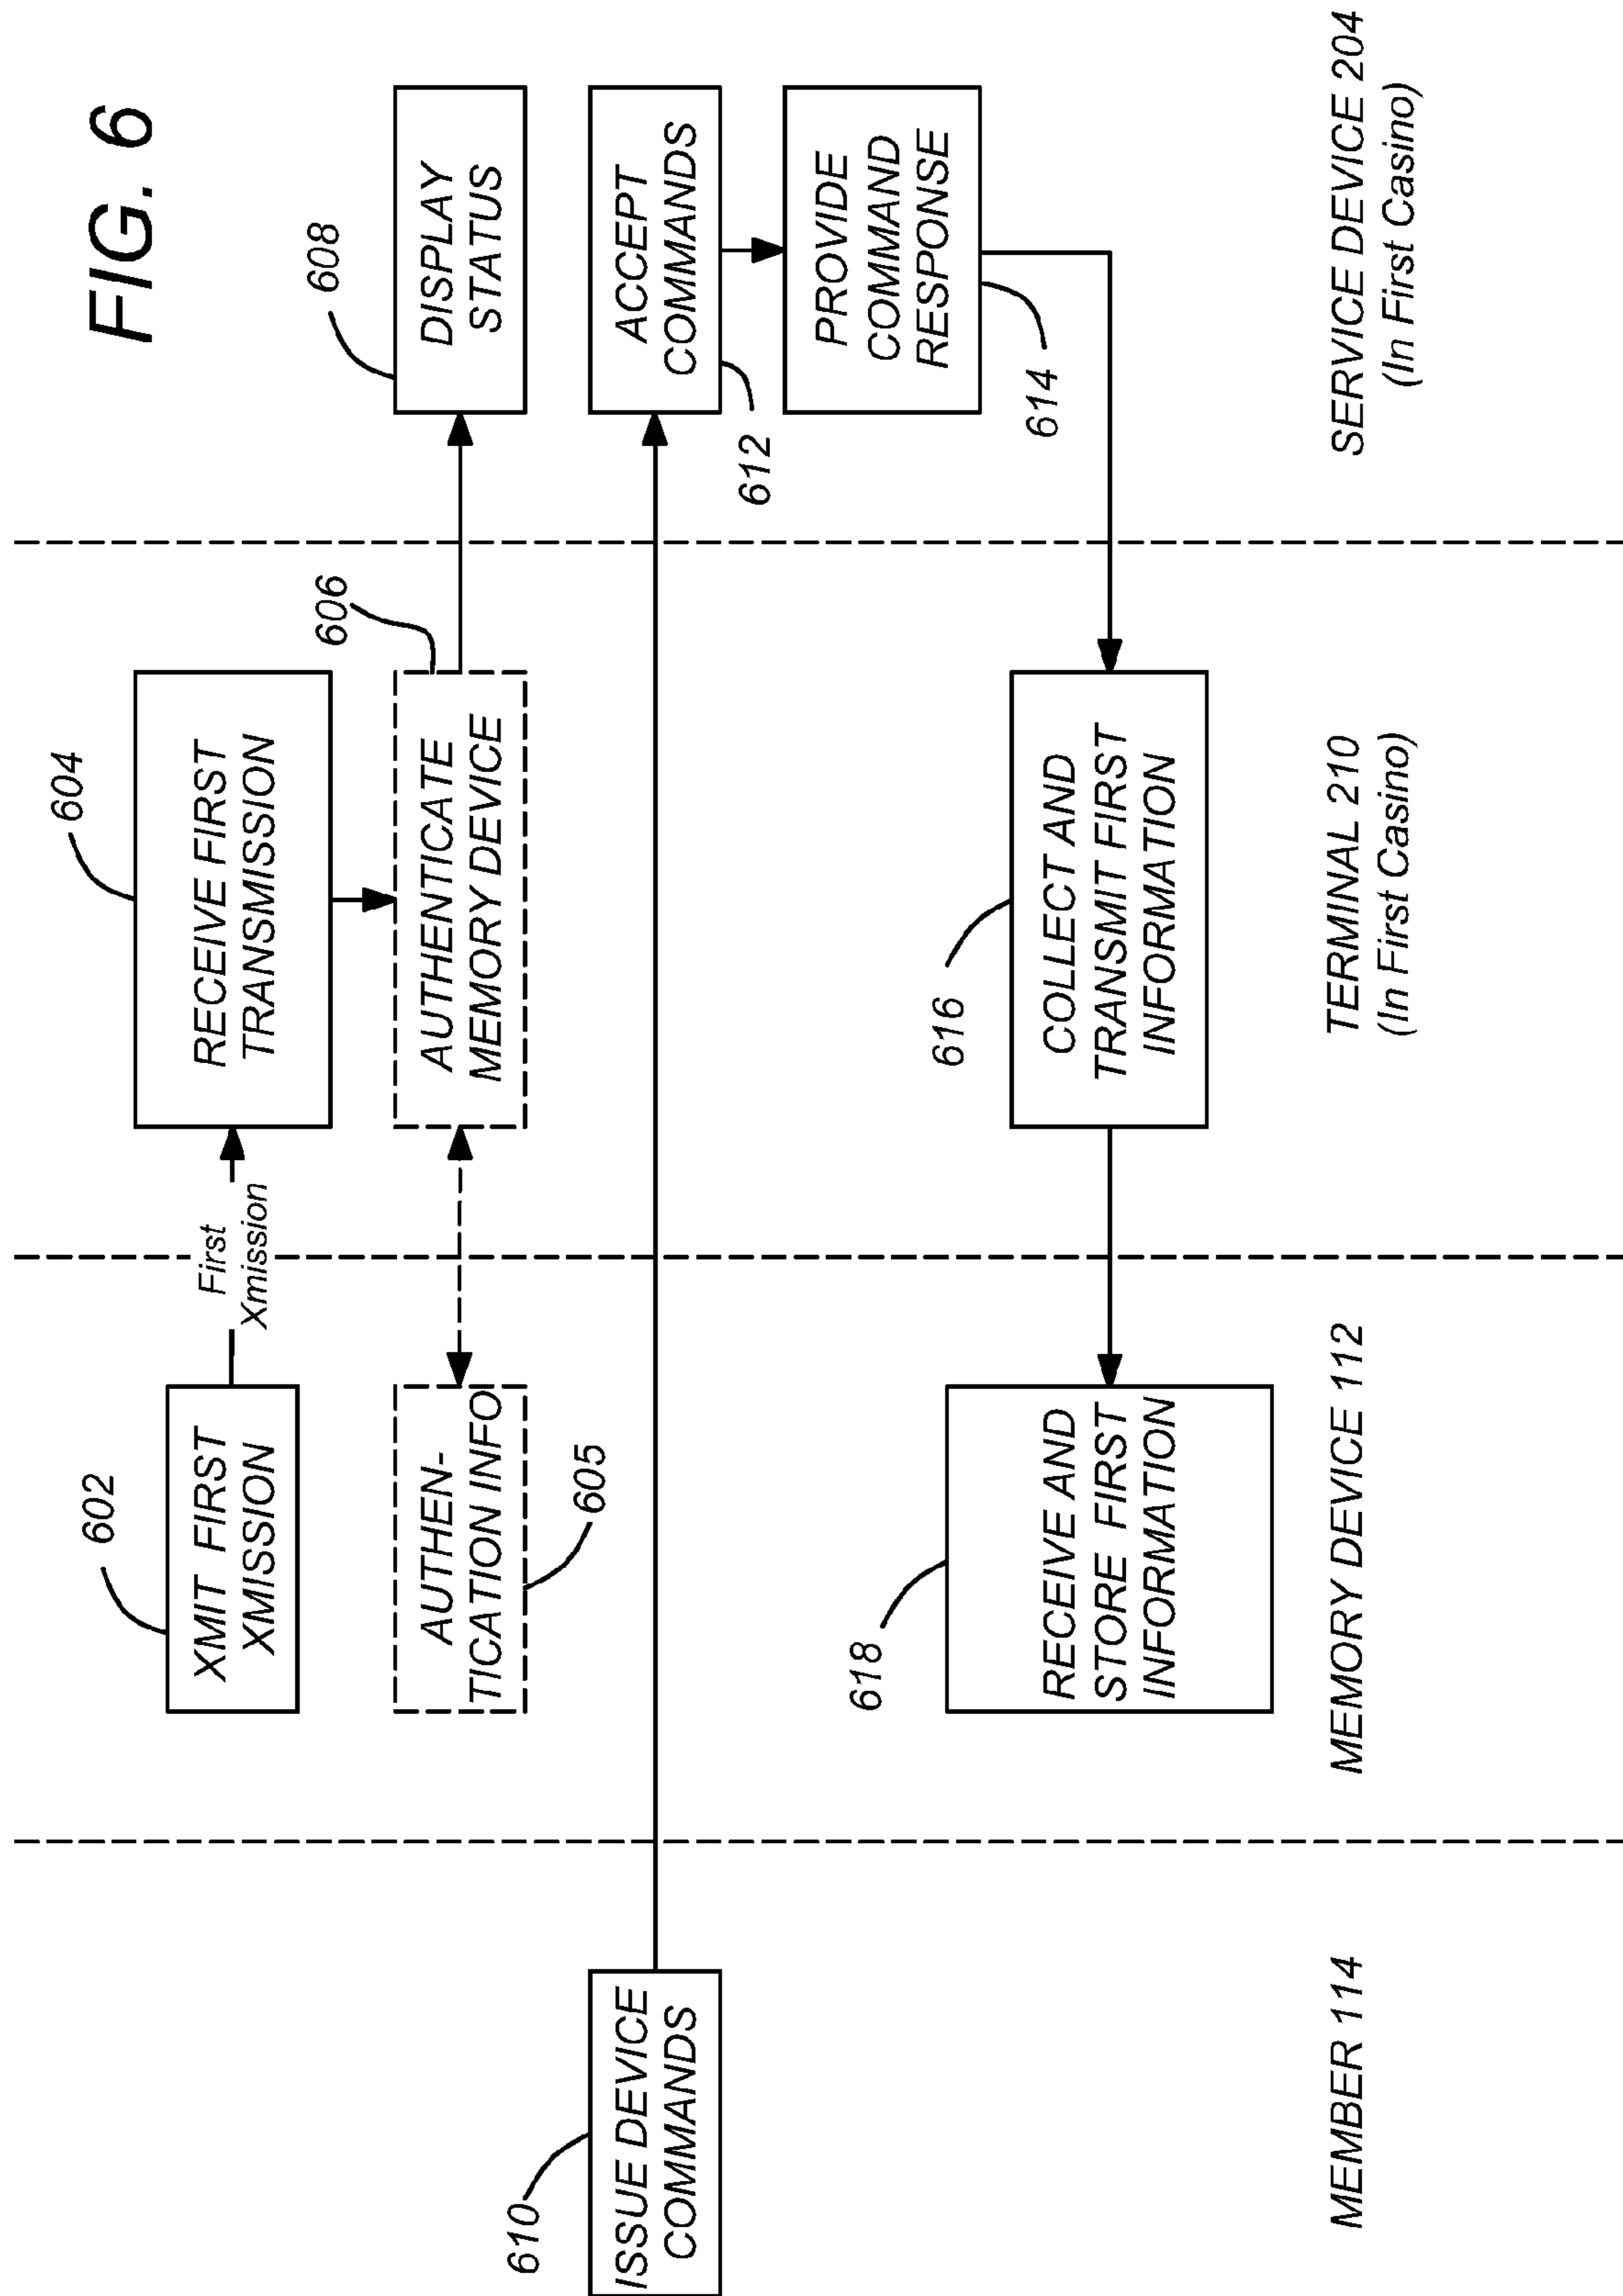 FIG. 6
602
XMIT FIRST
XMISSION
First
Xmission
604
RECEIVE FIRST
TRANSMISSION
605
AUTHEN-
TICATION INFO
606
AUTHENTICATE
MEMORY DEVICE
608
DISPLAY
STATUS
610
ISSUE DEVICE
COMMANDS
612
ACCEPT
COMMANDS
614
PROVIDE
COMMAND
RESPONSE
616
COLLECT AND
TRANSMIT FIRST
INFORMATION
618
RECEIVE AND
STORE FIRST
INFORMATION
MEMBER 114
MEMORY DEVICE 112
TERMINAL 210
(In First Casino)
SERVICE DEVICE 204
(In First Casino)